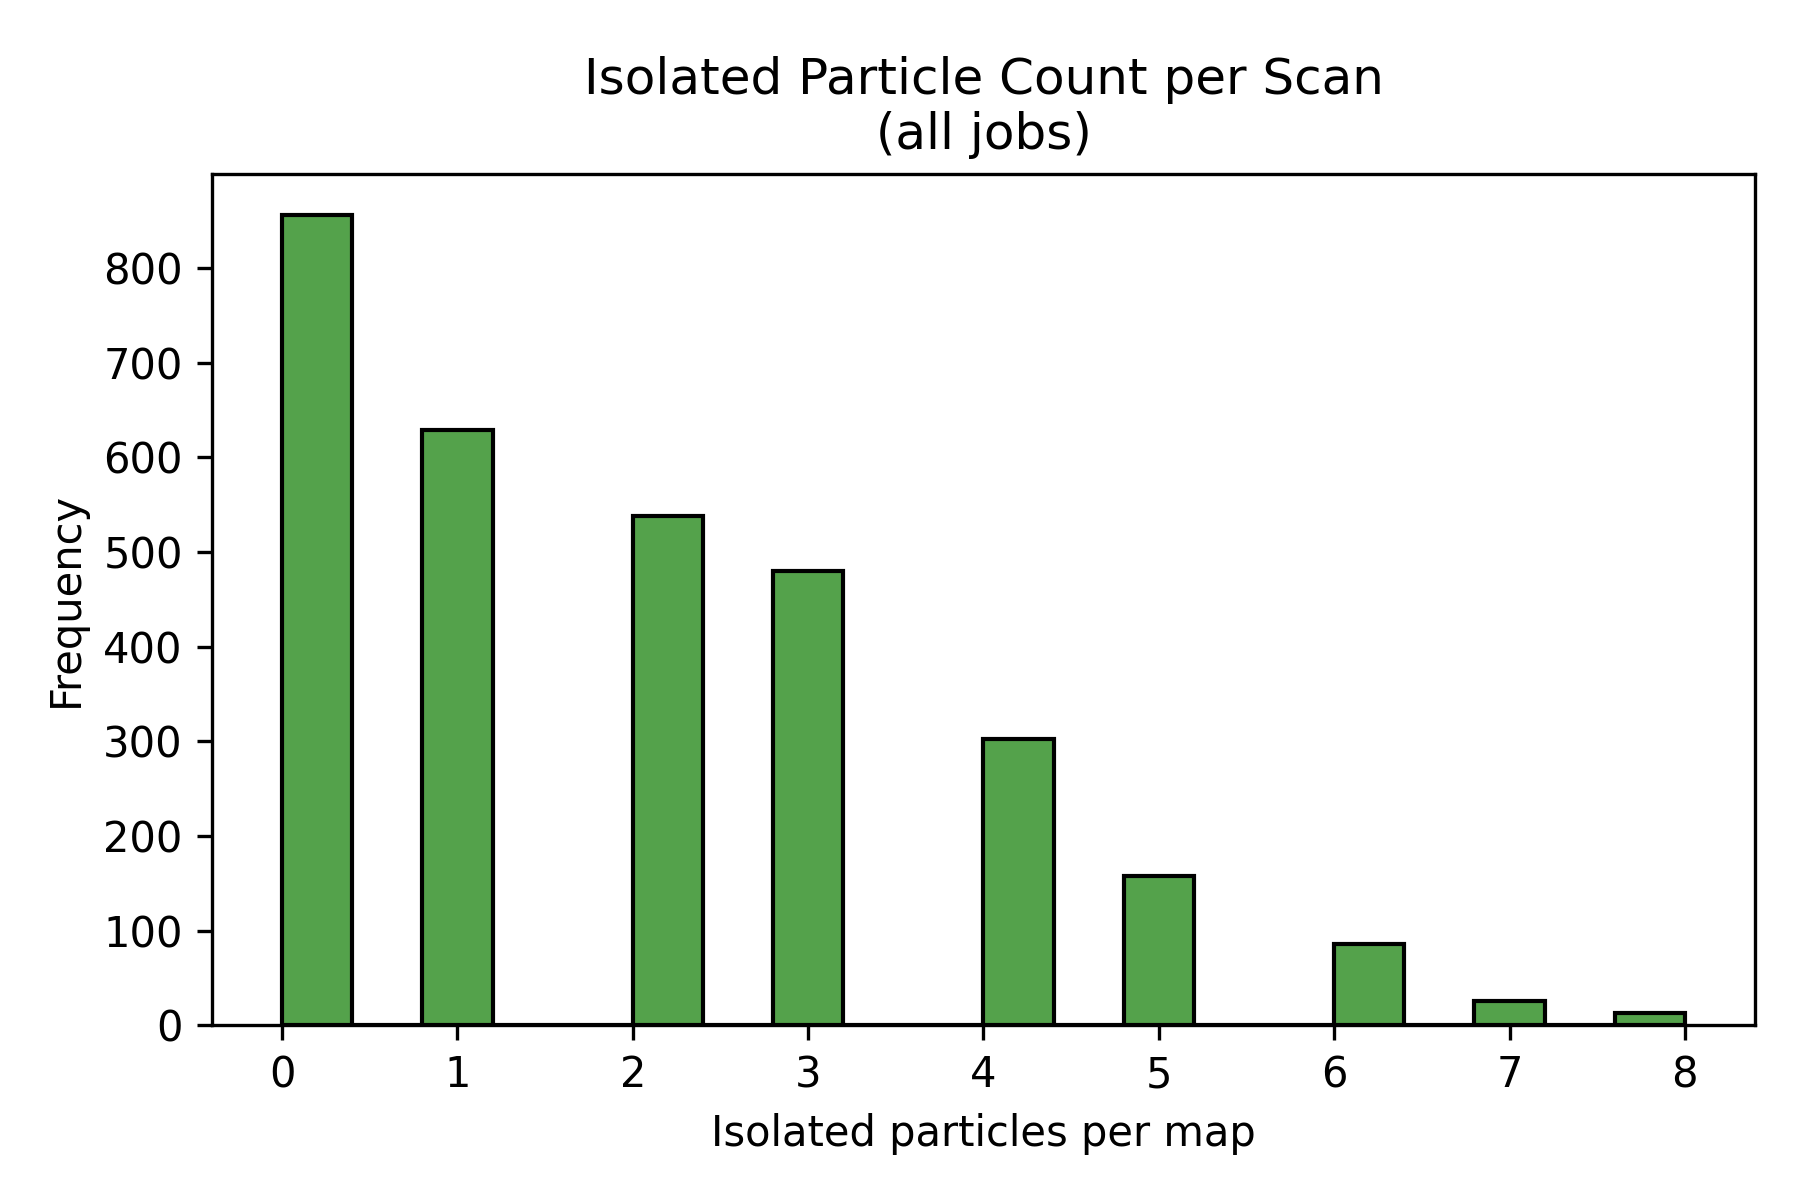 Isolated Particle Count per Scan
(all jobs)
800
700
600
500
400
300
200
100
0
Frequency
0 1 2 3 4 5 6 7 8
Isolated particles per map